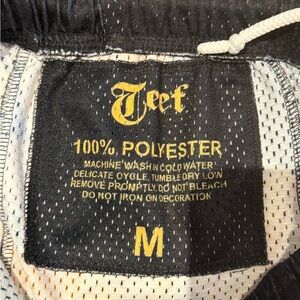 Teef
100% POLYESTER
MACHINE WASH N COLD WATER
DELICATE CYCLE, TUMBLE DRY LOW
REMOVE PROMPTLY. DO NOT BLEACH
DO NOT IRON ON DECORATION
M